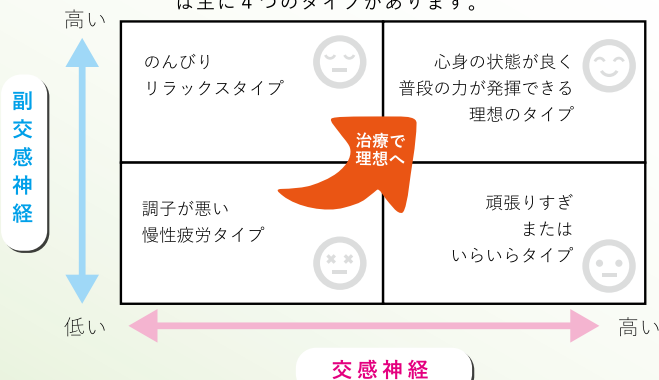 は主に４つのタイプがあります。
高い
のんびり
リラックスタイプ
心身の状態が良く
普段の力が発揮できる
理想のタイプ
副交感神経
治療で
理想へ
調子が悪い
慢性疲労タイプ
頑張りすぎ
または
いらいらタイプ
低い
高い
交感神経